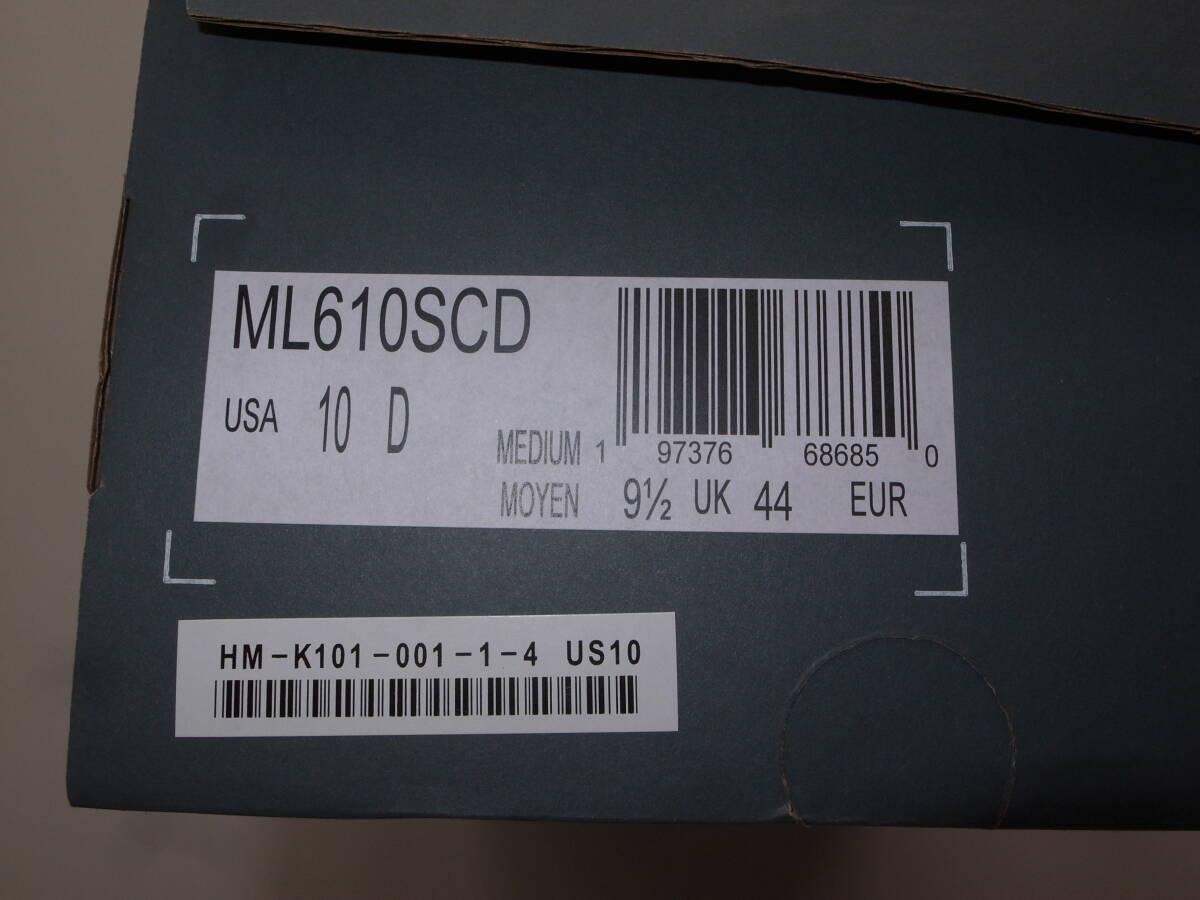 ML610SCD
USA 10 D
MEDIUM
MOYEN
1 97376 68685 0
9½ UK 44 EUR
HM-K101-001-1-4 US10